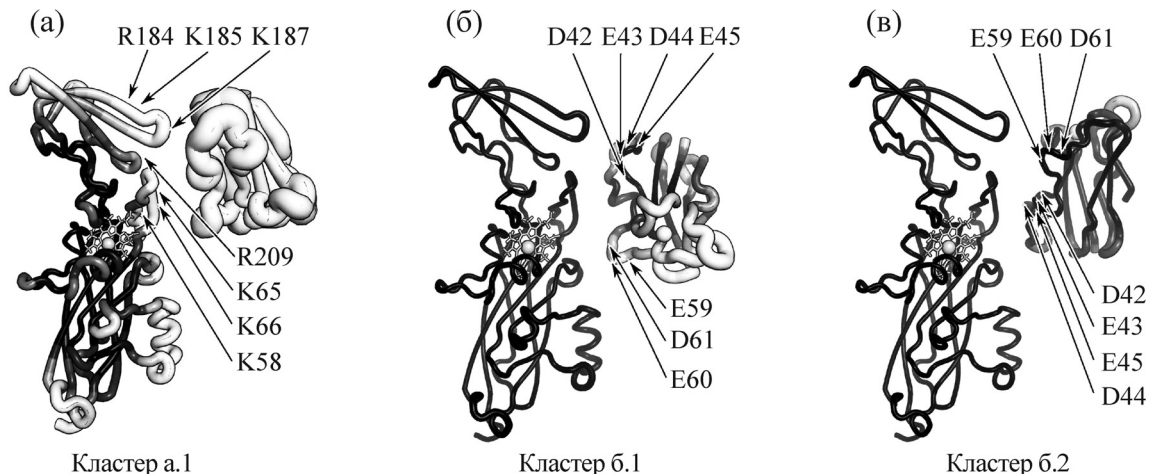 (а)
R184 K185 K187
R209
K65
K66
K58
Кластер а.1
(б)
D42 E43 D44 E45
E59
D61
E60
Кластер б.1
(в)
E59 E60 D61
D42
E43
E45
D44
Кластер б.2